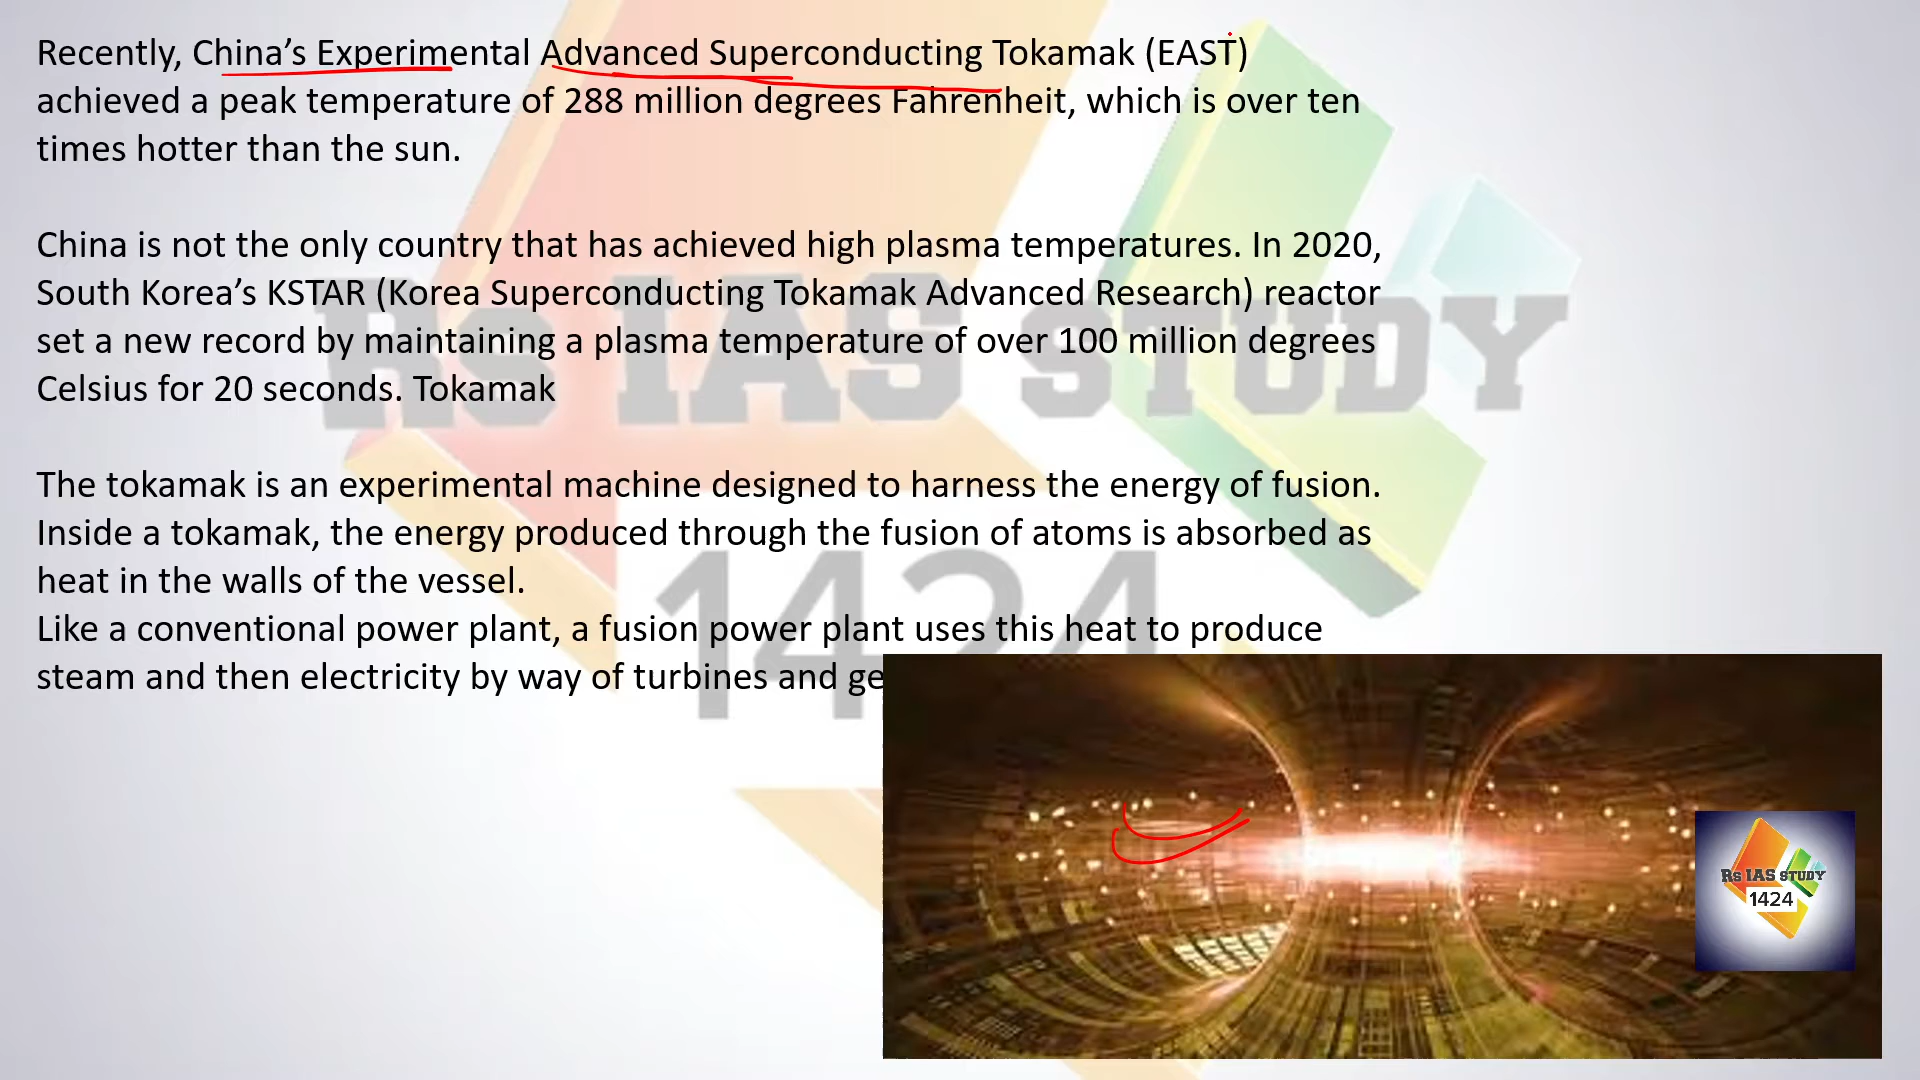 Recently, China’s Experimental Advanced Superconducting Tokamak (EAST)
achieved a peak temperature of 288 million degrees Fahrenheit, which is over ten
times hotter than the sun.
China is not the only country that has achieved high plasma temperatures. In 2020,
South Korea’s KSTAR (Korea Superconducting Tokamak Advanced Research) reactor
set a new record by maintaining a plasma temperature of over 100 million degrees
Celsius for 20 seconds. Tokamak
The tokamak is an experimental machine designed to harness the energy of fusion.
Inside a tokamak, the energy produced through the fusion of atoms is absorbed as
heat in the walls of the vessel.
Like a conventional power plant, a fusion power plant uses this heat to produce
steam and then electricity by way of turbines and ge
Rs IAS STUDY
1424
Rs IAS STUDY
1424